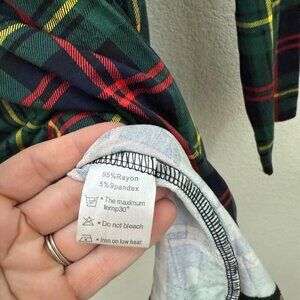 95%Rayon
5%Spandex
* The maximum
temp30°
* Do not bleach
* Iron on low heat